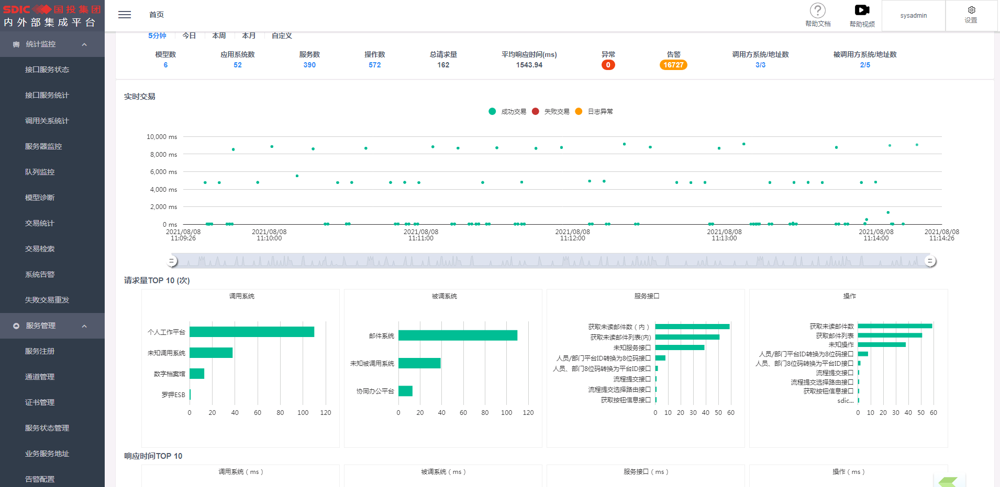 SDIC 国投集团
内外部集成平台
首页
帮助文档
帮助视频
sysadmin
设置
统计监控
接口服务状态
接口服务统计
调用关系统计
服务器监控
队列监控
模型诊断
交易统计
交易检索
系统告警
失败交易重发
服务管理
服务注册
通道管理
证书管理
服务状态管理
业务服务地址
告警配置
5分钟 今日 本周 本月 自定义
模型数 应用系统数 服务数 操作数 总请求量 平均响应时间(ms) 异常 告警 调用方系统/地址数 被调用方系统/地址数
6 52 390 572 162 1543.94 0 16727 3/3 2/5
实时交易
成功交易 失败交易 日志异常
10,000 ms
8,000 ms
6,000 ms
4,000 ms
2,000 ms
0 ms
2021/08/08 2021/08/08 2021/08/08 2021/08/08 2021/08/08 2021/08/08 2021/08/08
11:09:26 11:10:00 11:11:00 11:12:00 11:13:00 11:14:00 11:14:26
请求量TOP 10 (次)
调用系统
个人工作平台
未知调用系统
数字档案馆
罗钾ESB
0 20 40 60 80 100 120
被调系统
邮件系统
未知被调用系统
协同办公平台
0 20 40 60 80 100 120
服务接口
获取未读邮件数（内）
获取未读邮件列表(内)
未知服务接口
人员/部门平台ID转换为8位码接口
人员、部门8位码转换为平台ID接口
流程提交接口
流程提交选择路由接口
获取按钮信息接口
0 10 20 30 40 50 60
操作
获取未读邮件数
获取邮件列表
未知操作
人员/部门平台ID转换为8位码接口
人员、部门8位码转换为平台ID接口
流程提交接口
流程提交选择路由接口
获取按钮信息接口
sdic...
0 10 20 30 40 50 60
响应时间TOP 10
调用系统（ms）
被调系统（ms）
服务接口（ms）
操作（ms）